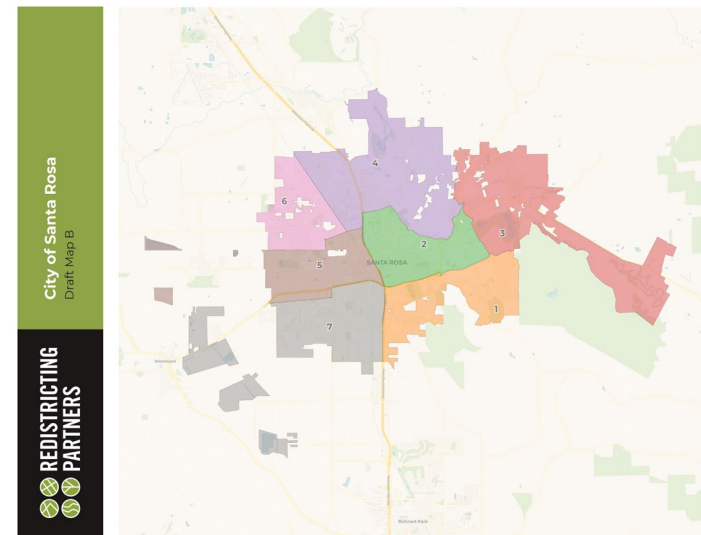 City of Santa Rosa
Draft Map B
REDISTRICTING
PARTNERS
4
6
3
2
SANTA ROSA
5
1
7
Rohnert Park